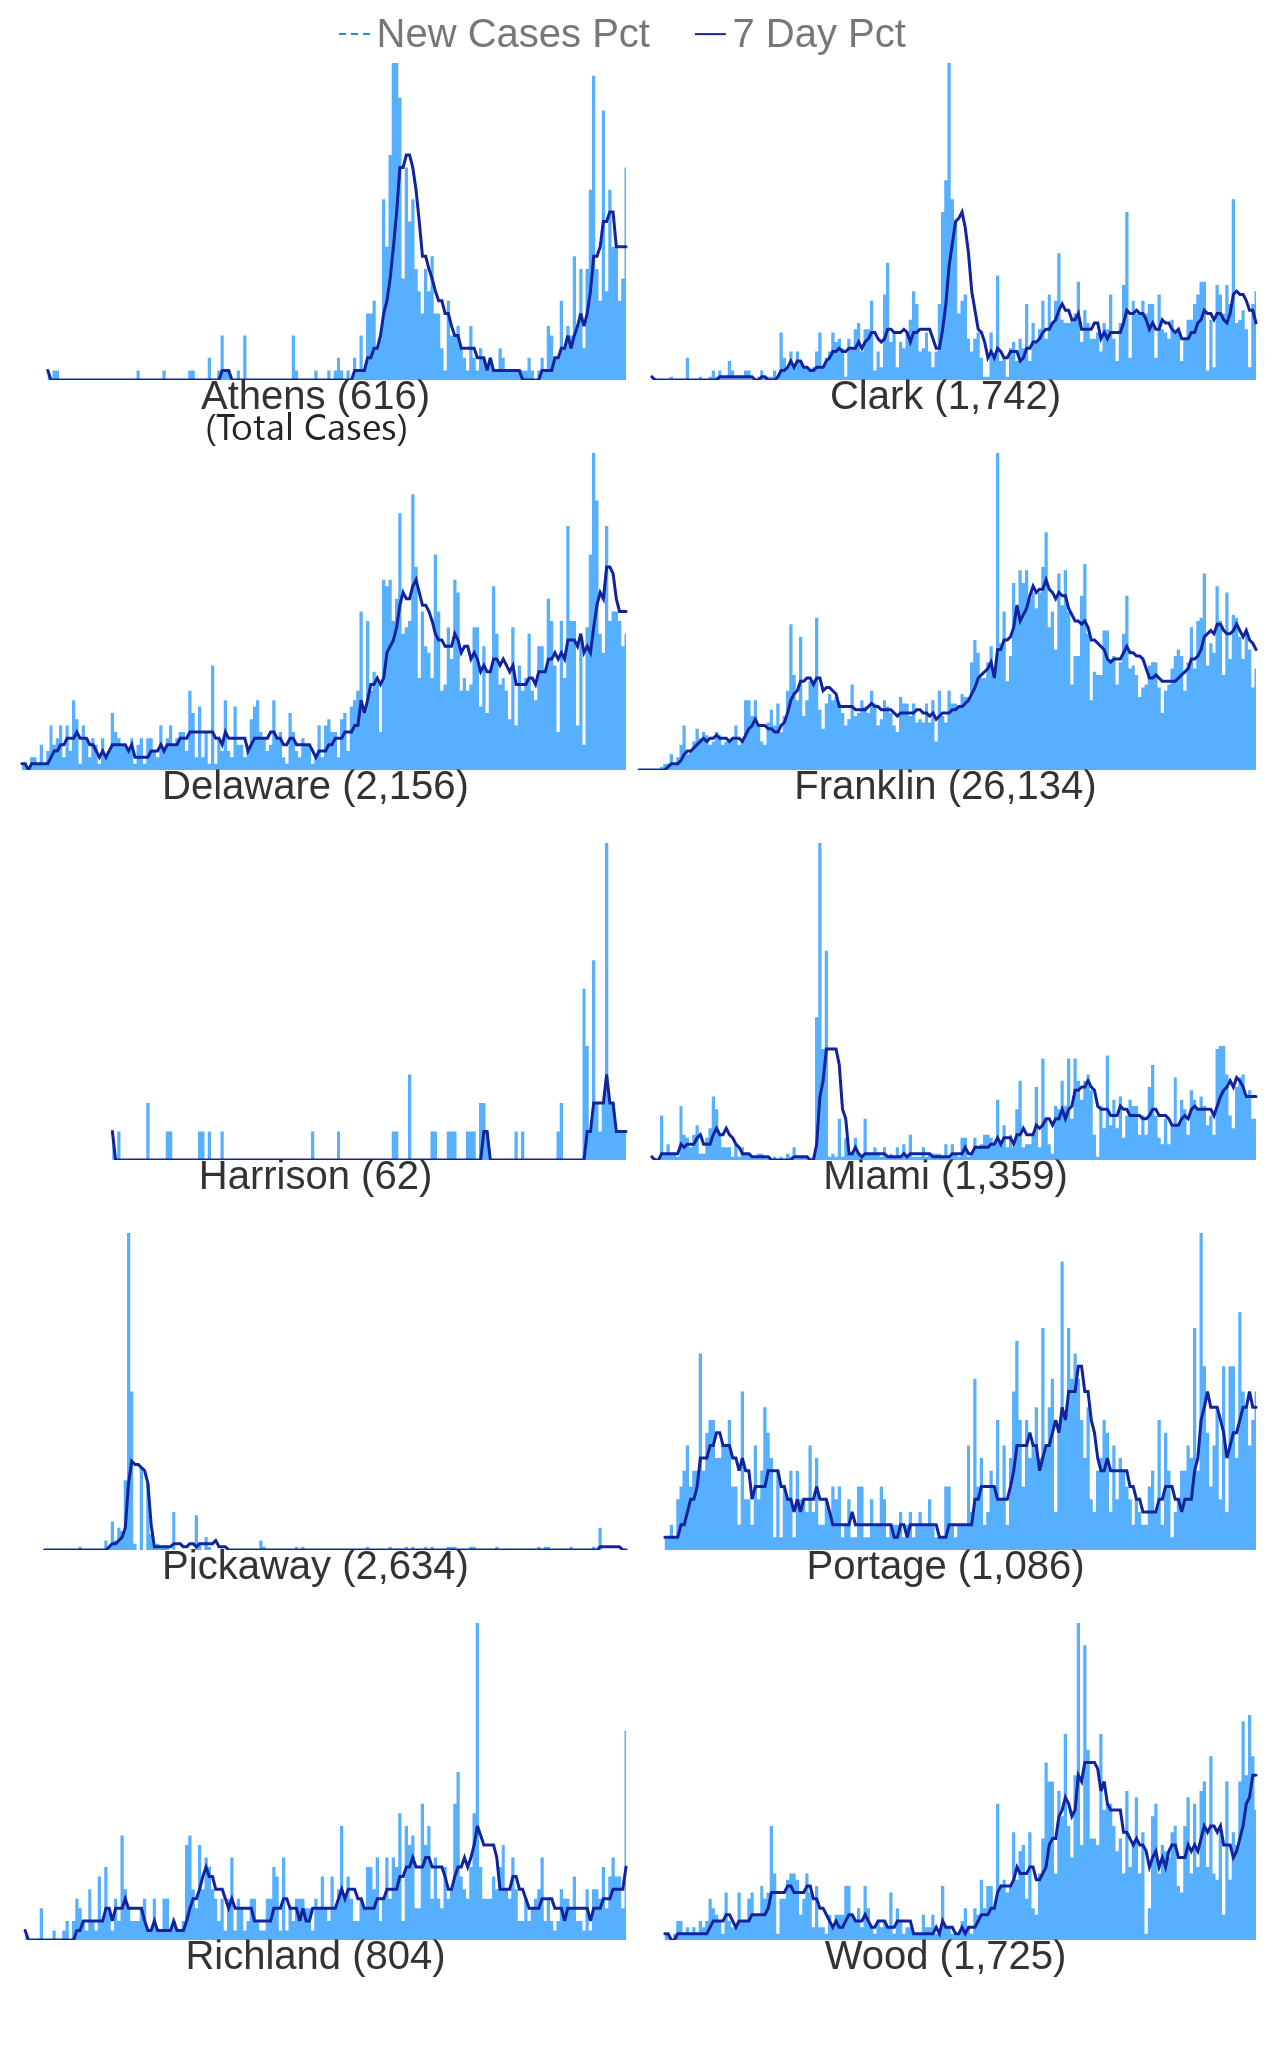 New Cases Pct 7 Day Pct
Athens (616) Clark (1,742)
(Total Cases)
Delaware (2,156) Franklin (26,134)
Harrison (62) Miami (1,359)
Pickaway (2,634) Portage (1,086)
Richland (804) Wood (1,725)